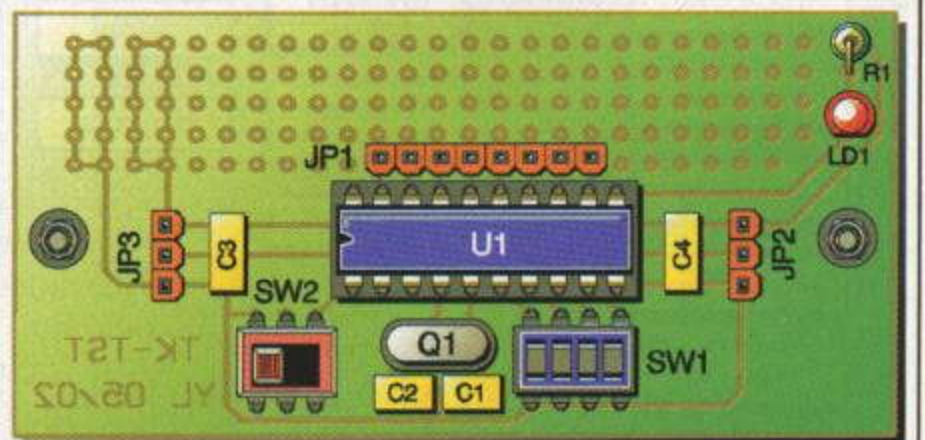 R1
LD1
JP1
JP3
C3
U1
C4
JP2
SW2
Q1
SW1
C2
C1
TK-TST
YL 05/02